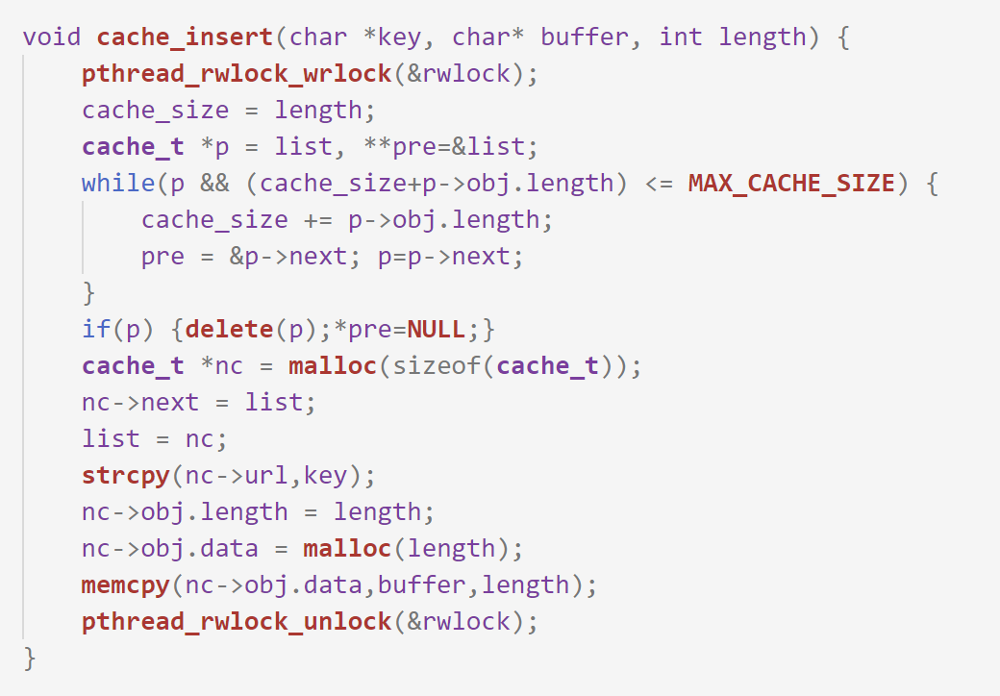 void cache_insert(char *key, char* buffer, int length) {
    pthread_rwlock_wrlock(&rwlock);
    cache_size = length;
    cache_t *p = list, **pre=&list;
    while(p && (cache_size+p->obj.length) <= MAX_CACHE_SIZE) {
        cache_size += p->obj.length;
        pre = &p->next; p=p->next;
    }
    if(p) {delete(p);*pre=NULL;}
    cache_t *nc = malloc(sizeof(cache_t));
    nc->next = list;
    list = nc;
    strcpy(nc->url,key);
    nc->obj.length = length;
    nc->obj.data = malloc(length);
    memcpy(nc->obj.data,buffer,length);
    pthread_rwlock_unlock(&rwlock);
}